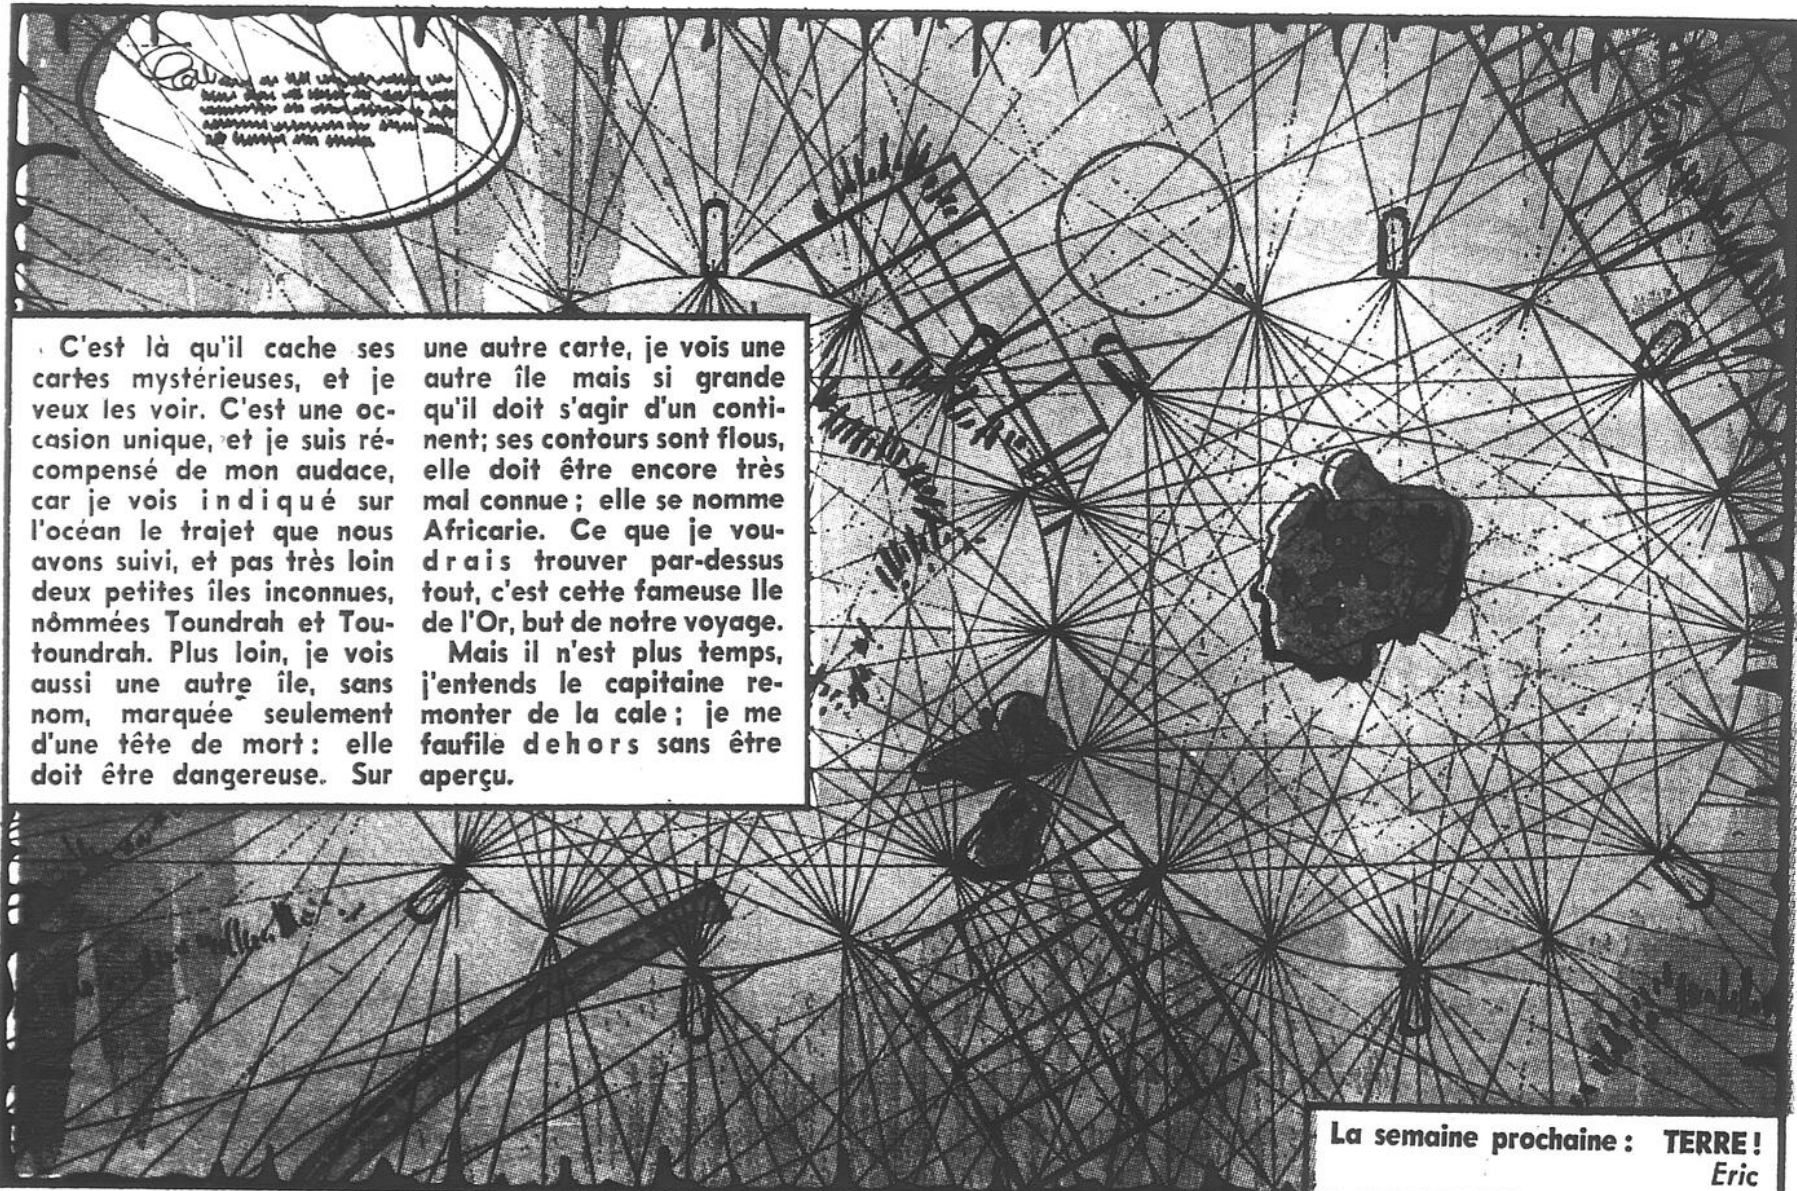 C'est là qu'il cache ses
cartes mystérieuses, et je
veux les voir. C'est une oc-
casion unique, et je suis ré-
compensé de mon audace,
car je vois indiqué sur
l'océan le trajet que nous
avons suivi, et pas très loin
deux petites îles inconnues,
nômmées Toundrah et Tou-
toundrah. Plus loin, je vois
aussi une autre île, sans
nom, marquée seulement
d'une tête de mort : elle
doit être dangereuse. Sur
une autre carte, je vois une
autre île mais si grande
qu'il doit s'agir d'un conti-
nent; ses contours sont flous,
elle doit être encore très
mal connue ; elle se nomme
Africarie. Ce que je vou-
drais trouver par-dessus
tout, c'est cette fameuse Ile
de l'Or, but de notre voyage.
Mais il n'est plus temps,
j'entends le capitaine re-
monter de la cale ; je me
faufile dehors sans être
aperçu.
La semaine prochaine : TERRE !
Eric